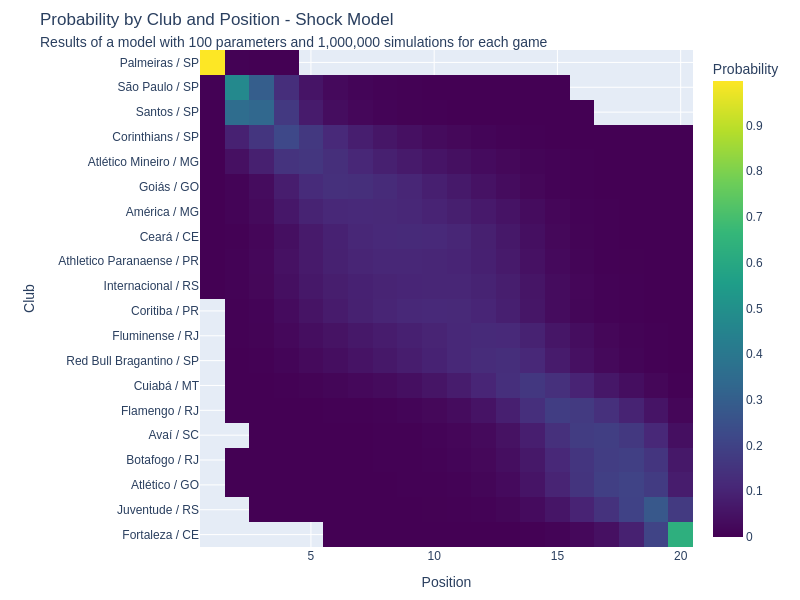 Probability by Club and Position - Shock Model
Results of a model with 100 parameters and 1,000,000 simulations for each game
Probability
Palmeiras / SP
São Paulo / SP
Santos / SP
Corinthians / SP
Atlético Mineiro / MG
Goiás / GO
América / MG
Ceará / CE
Athletico Paranaense / PR
Internacional / RS
Coritiba / PR
Fluminense / RJ
Red Bull Bragantino / SP
Cuiabá / MT
Flamengo / RJ
Avaí / SC
Botafogo / RJ
Atlético / GO
Juventude / RS
Fortaleza / CE
Club
5
10
15
20
Position
0.9
0.8
0.7
0.6
0.5
0.4
0.3
0.2
0.1
0